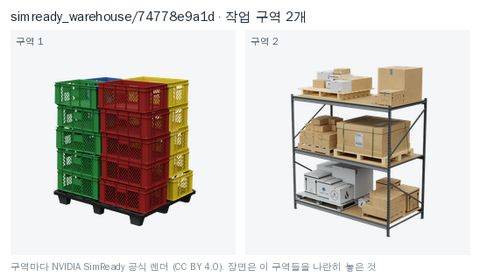 simready_warehouse/74778e9a1d · 작업 구역 2개
구역 1
구역 2
구역마다 NVIDIA SimReady 공식 렌더 (CC BY 4.0). 장면은 이 구역들을 나란히 놓은 것